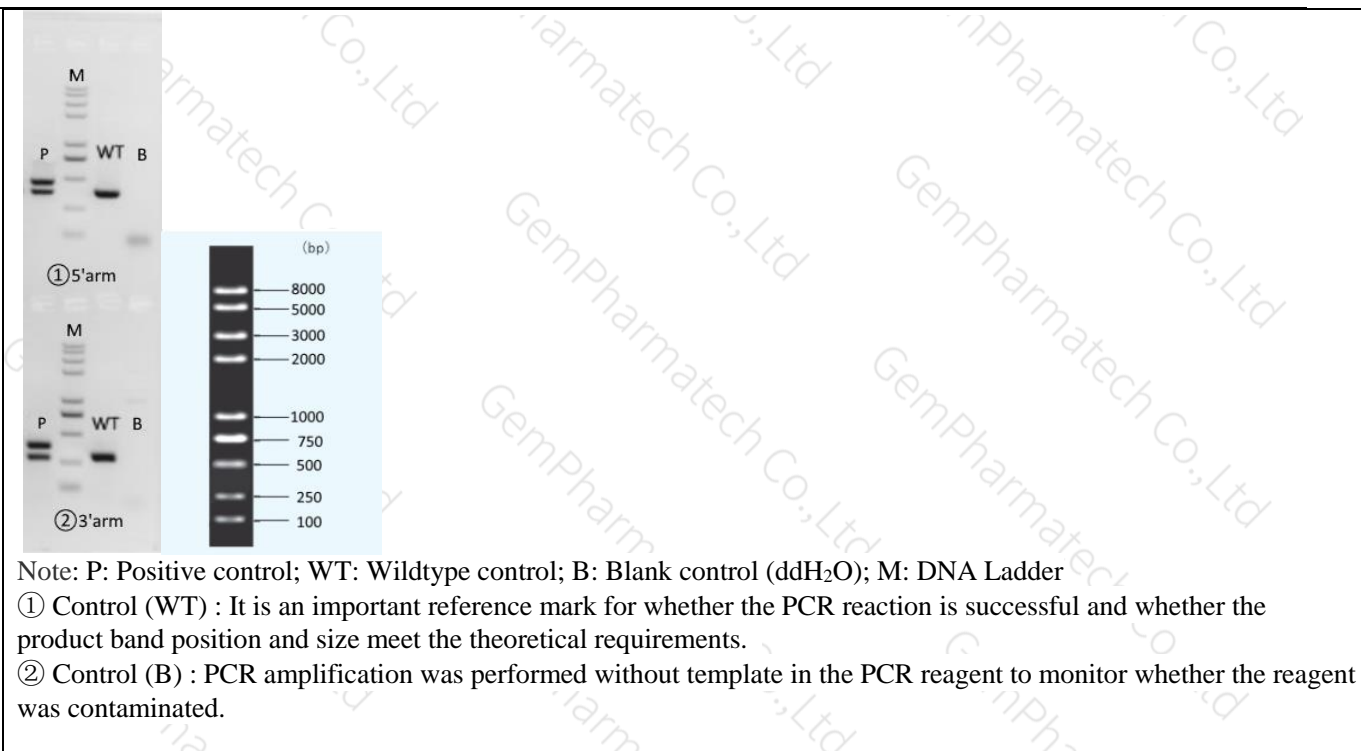 M
P WT B
①5'arm
M
P WT B
②3'arm
(bp)
8000
5000
3000
2000
1000
750
500
250
100
Note: P: Positive control; WT: Wildtype control; B: Blank control (ddH₂O); M: DNA Ladder
① Control (WT) : It is an important reference mark for whether the PCR reaction is successful and whether the
product band position and size meet the theoretical requirements.
② Control (B) : PCR amplification was performed without template in the PCR reagent to monitor whether the reagent
was contaminated.
GemPharmatech Co.,Ltd